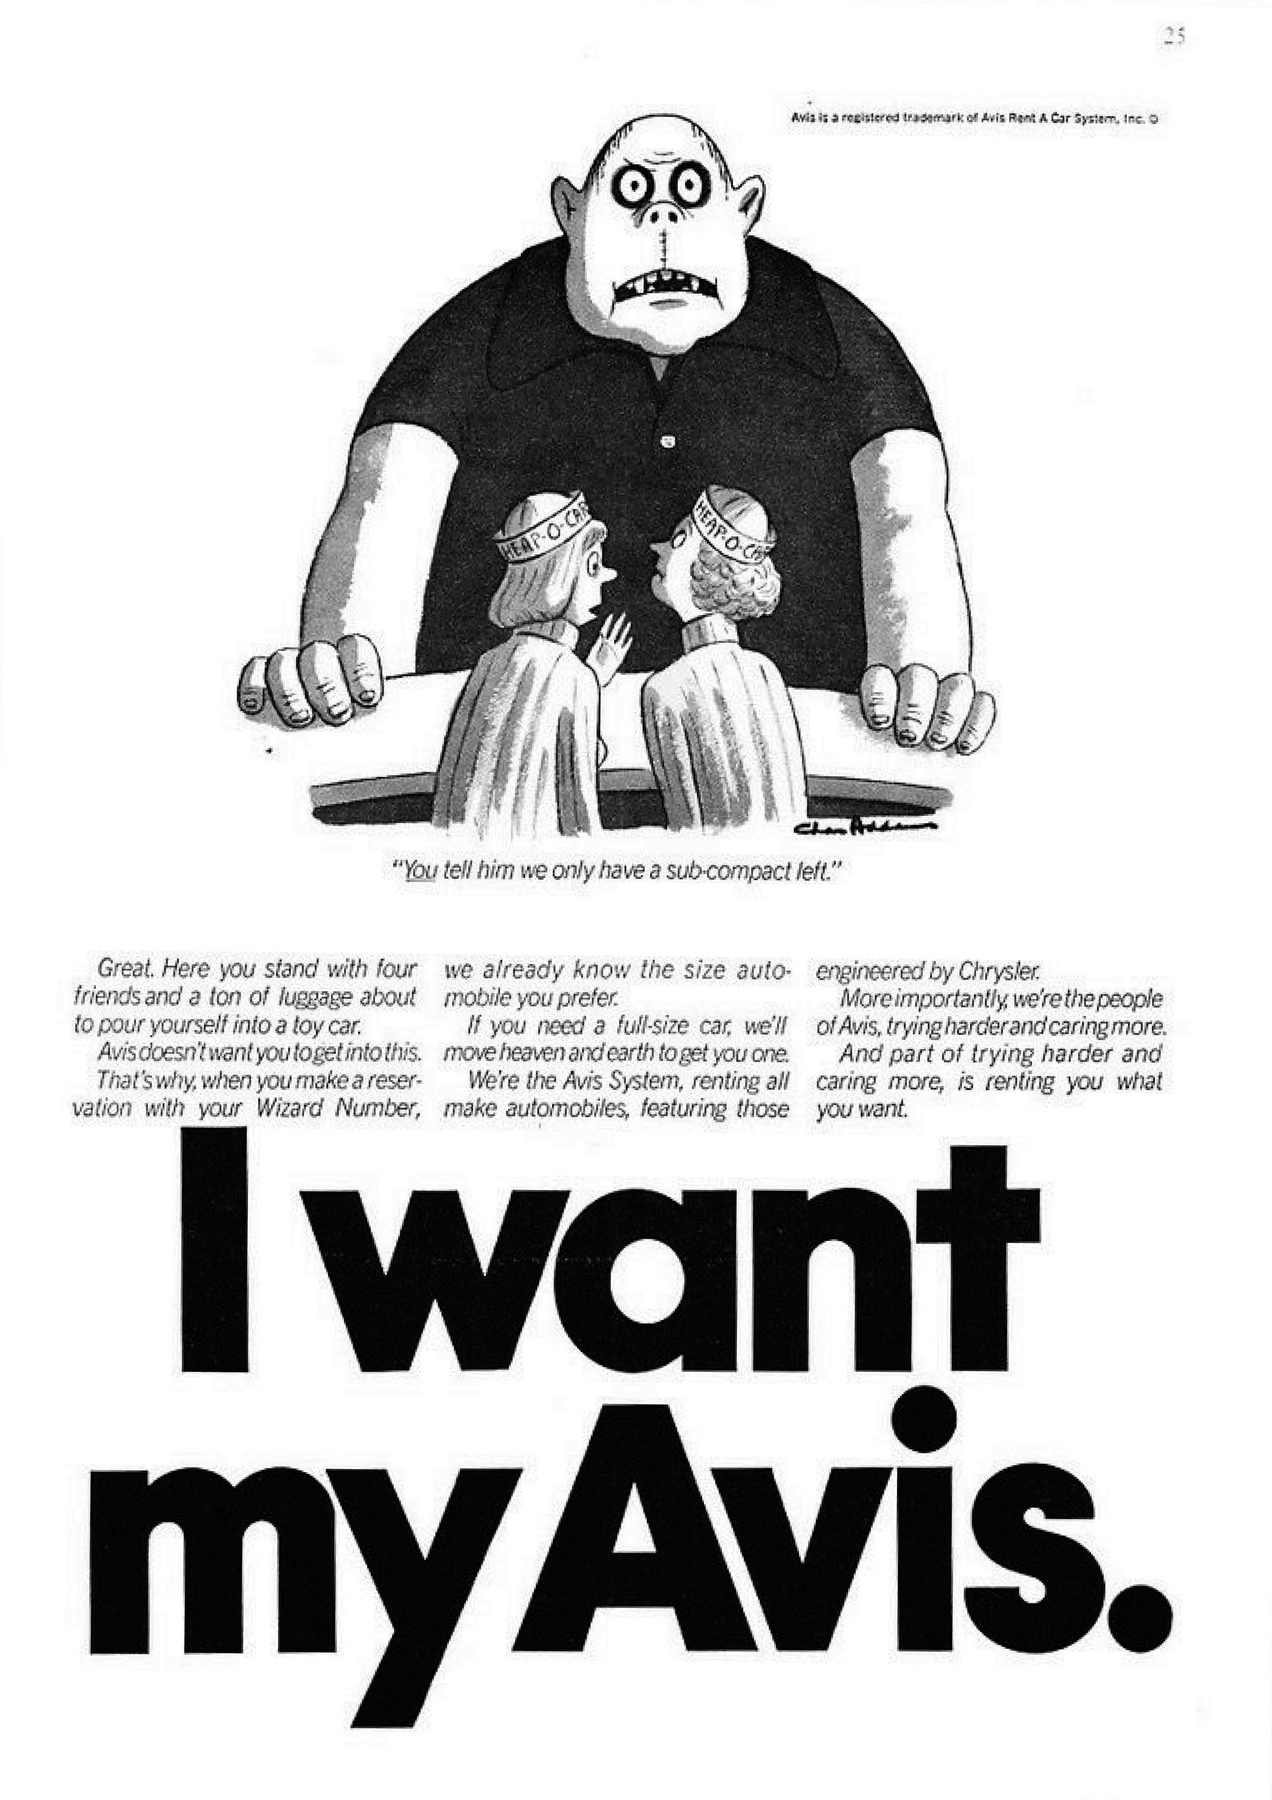 25
Avis is a registered trademark of Avis Rent A Car System, Inc. ©
HEAP-O-CAR
HEAP-O-CAR
Chas Addams
"You tell him we only have a sub-compact left."
Great. Here you stand with four
friends and a ton of luggage about
to pour yourself into a toy car.
Avis doesn't want you to get into this.
That's why, when you make a reser-
vation with your Wizard Number,
we already know the size auto-
mobile you prefer.
If you need a full-size car, we'll
move heaven and earth to get you one.
We're the Avis System, renting all
make automobiles, featuring those
engineered by Chrysler.
More importantly, we're the people
of Avis, trying harder and caring more.
And part of trying harder and
caring more, is renting you what
you want.
I want
my Avis.